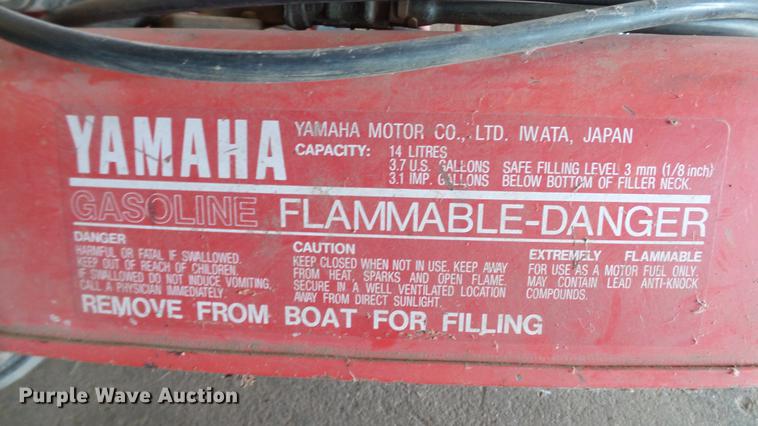 YAMAHA
YAMAHA MOTOR CO., LTD. IWATA, JAPAN
CAPACITY: 14 LITRES
3.7 U.S. GALLONS SAFE FILLING LEVEL 3 mm (1/8 inch)
3.1 IMP. GALLONS BELOW BOTTOM OF FILLER NECK.
GASOLINE FLAMMABLE-DANGER
DANGER
HARMFUL OR FATAL IF SWALLOWED.
KEEP OUT OF REACH OF CHILDREN.
IF SWALLOWED DO NOT INDUCE VOMITING,
CALL A PHYSICIAN IMMEDIATELY.
CAUTION
KEEP CLOSED WHEN NOT IN USE. KEEP AWAY
FROM HEAT, SPARKS AND OPEN FLAME.
SECURE IN A WELL VENTILATED LOCATION
AWAY FROM DIRECT SUNLIGHT.
EXTREMELY FLAMMABLE
FOR USE AS A MOTOR FUEL ONLY.
MAY CONTAIN LEAD ANTI-KNOCK
COMPOUNDS.
REMOVE FROM BOAT FOR FILLING
Purple Wave Auction